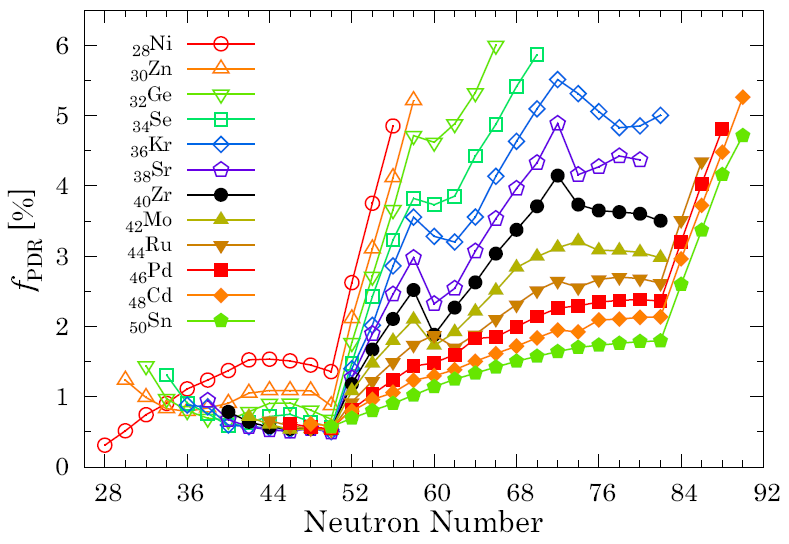 f_PDR [%]
6
5
4
3
2
1
0
₂₈Ni
₃₀Zn
₃₂Ge
₃₄Se
₃₆Kr
₃₈Sr
₄₀Zr
₄₂Mo
₄₄Ru
₄₆Pd
₄₈Cd
₅₀Sn
28 36 44 52 60 68 76 84 92
Neutron Number